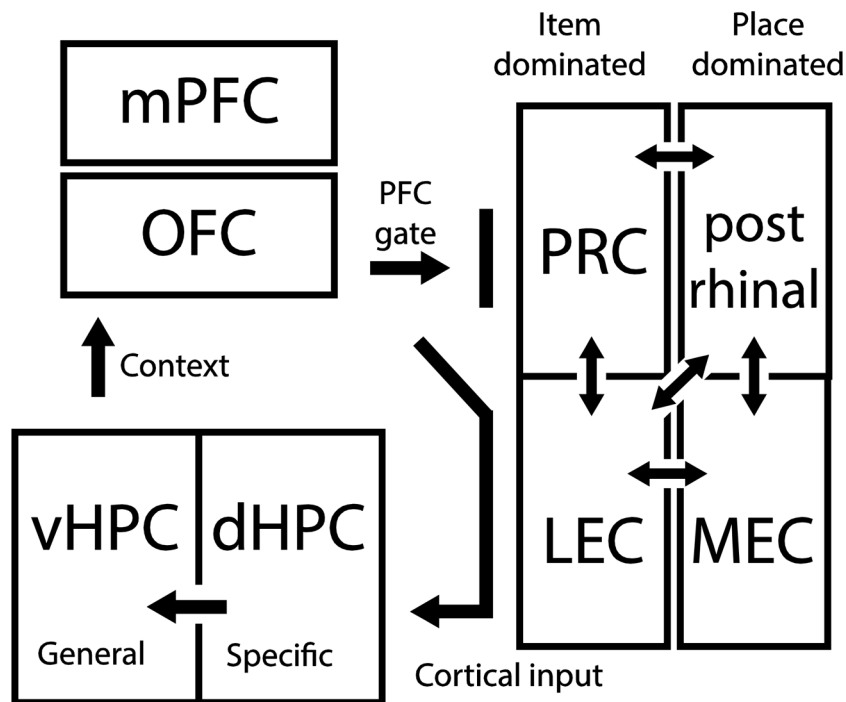 Item
dominated
Place
dominated
mPFC
OFC
PFC
gate
PRC
post
rhinal
Context
vHPC
dHPC
LEC
MEC
General
Specific
Cortical input